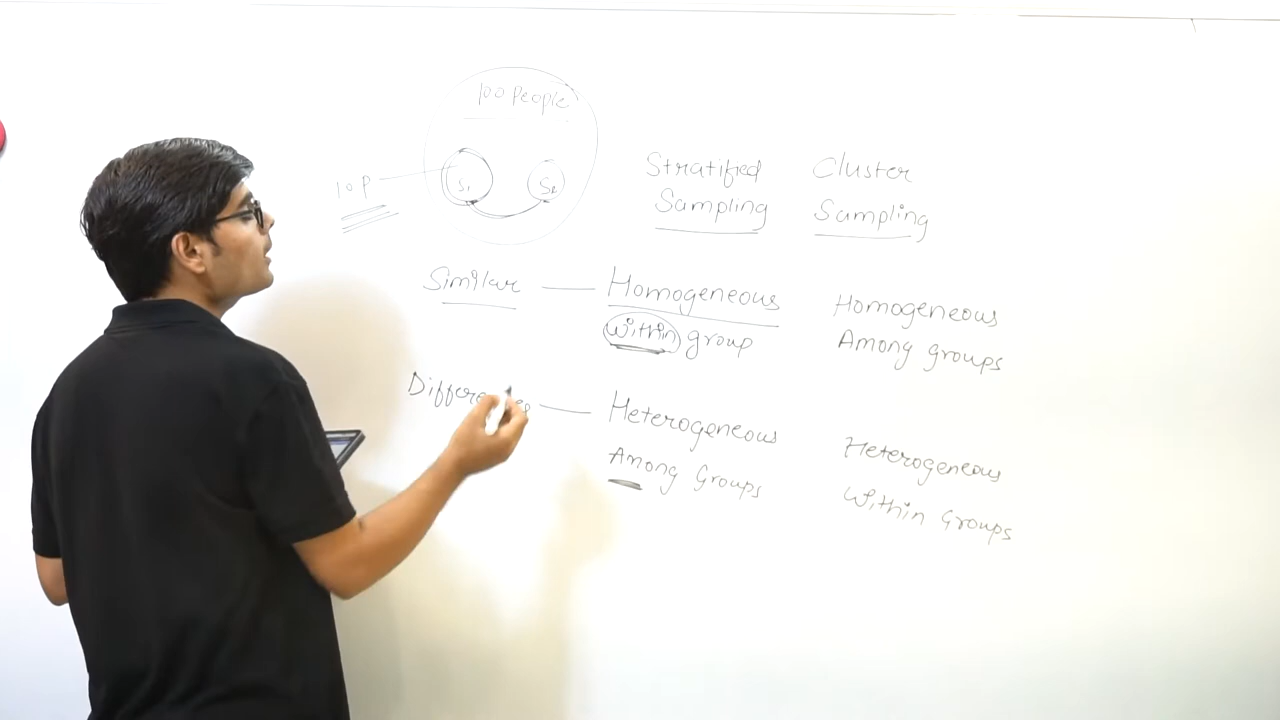 100 People
10 P
S1
S2
Stratified
Sampling
Cluster
Sampling
Similar — Homogeneous
within group
Homogeneous
Among groups
Differences — Heterogeneous
Among Groups
Heterogeneous
Within Groups